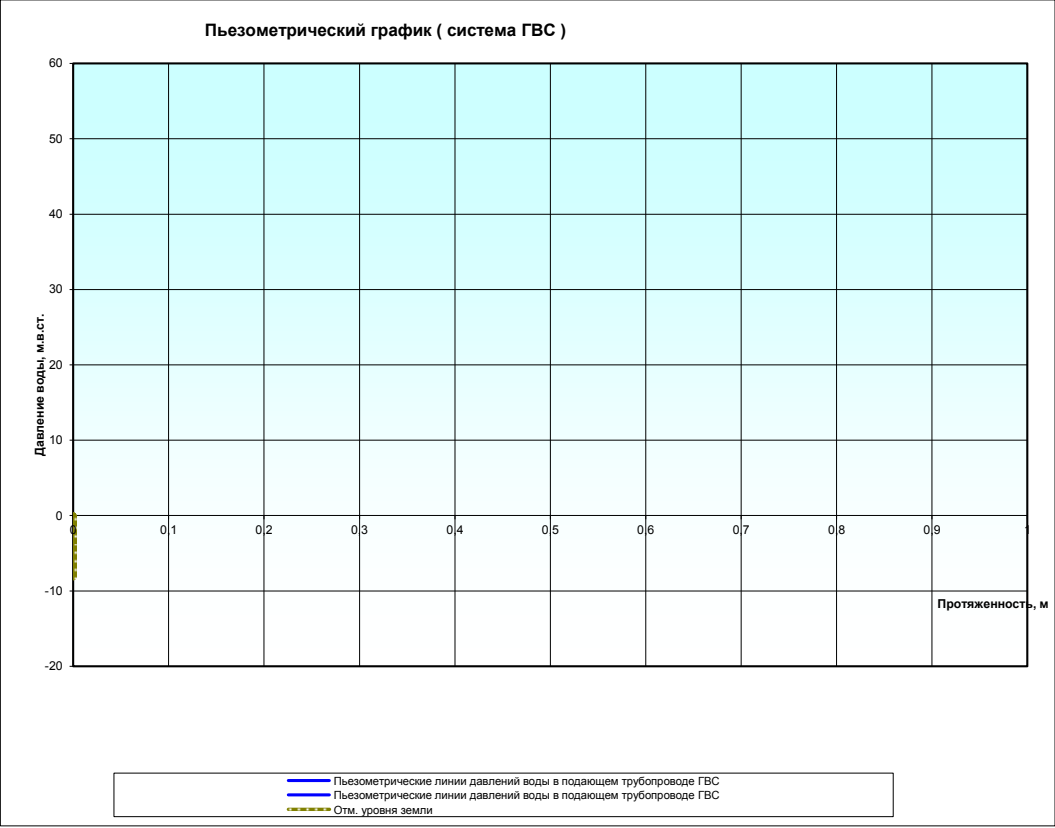 Пьезометрический график ( система ГВС )
60
50
40
30
20
10
0
-10
-20
Давление воды, м.в.ст.
0 0,1 0,2 0,3 0,4 0,5 0,6 0,7 0,8 0,9 1
Протяженность, м
Пьезометрические линии давлений воды в подающем трубопроводе ГВС
Пьезометрические линии давлений воды в подающем трубопроводе ГВС
Отм. уровня земли